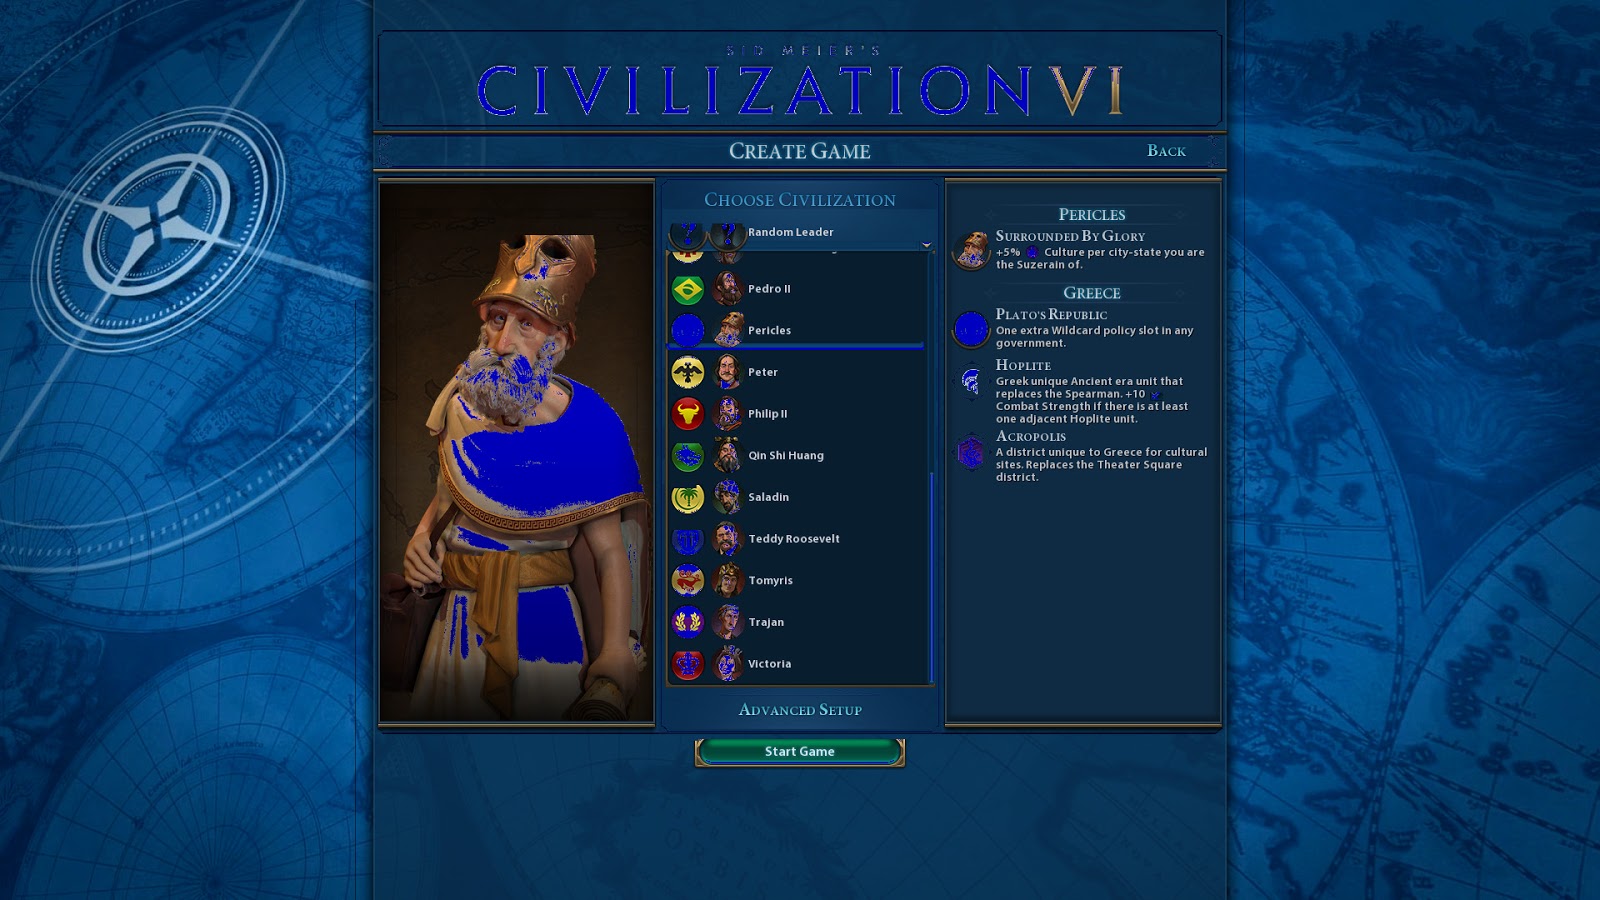 SID MEIER'S
CIVILIZATION VI
CREATE GAME
BACK
CHOOSE CIVILIZATION
Random Leader
Pedro II
Pericles
Peter
Philip II
Qin Shi Huang
Saladin
Teddy Roosevelt
Tomyris
Trajan
Victoria
ADVANCED SETUP
Start Game
PERICLES
SURROUNDED BY GLORY
+5% Culture per city-state you are
the Suzerain of.
GREECE
PLATO'S REPUBLIC
One extra Wildcard policy slot in any
government.
HOPLITE
Greek unique Ancient era unit that
replaces the Spearman. +10
Combat Strength if there is at least
one adjacent Hoplite unit.
ACROPOLIS
A district unique to Greece for cultural
sites. Replaces the Theater Square
district.